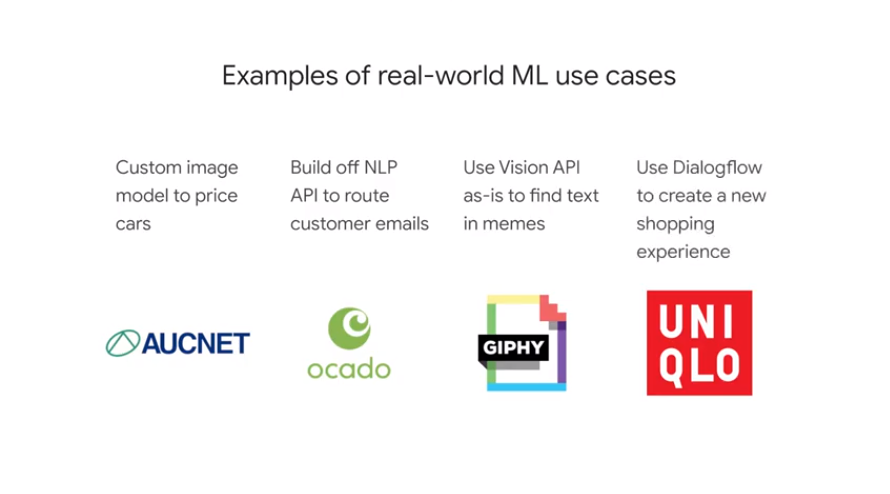 Examples of real-world ML use cases
Custom image
model to price
cars
Build off NLP
API to route
customer emails
Use Vision API
as-is to find text
in memes
Use Dialogflow
to create a new
shopping
experience
AUCNET
ocado
GIPHY
UNI
QLO